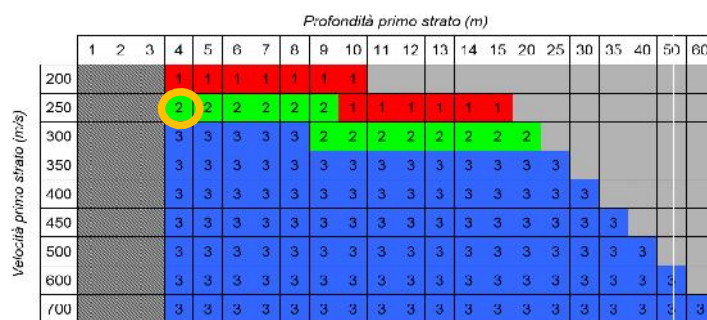 Profondità primo strato (m)
1 2 3 4 5 6 7 8 9 10 11 12 13 14 15 20 25 30 35 40 50 60
Velocità primo strato (m/s)
200 1 1 1 1 1 1 1
250 2 2 2 2 2 2 1 1 1 1 1 1
300 3 3 3 3 3 2 2 2 2 2 2 2 2
350 3 3 3 3 3 3 3 3 3 3 3 3 3 3
400 3 3 3 3 3 3 3 3 3 3 3 3 3 3 3
450 3 3 3 3 3 3 3 3 3 3 3 3 3 3 3 3
500 3 3 3 3 3 3 3 3 3 3 3 3 3 3 3 3 3
600 3 3 3 3 3 3 3 3 3 3 3 3 3 3 3 3 3 3
700 3 3 3 3 3 3 3 3 3 3 3 3 3 3 3 3 3 3 3